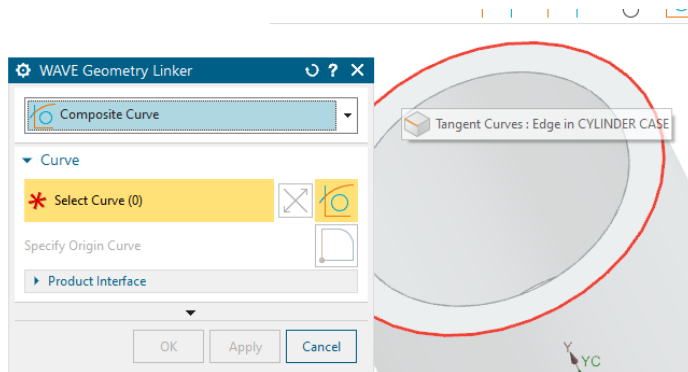 WAVE Geometry Linker
Composite Curve
Curve
Select Curve (0)
Specify Origin Curve
Product Interface
OK
Apply
Cancel
Tangent Curves : Edge in CYLINDER CASE
Y
YC